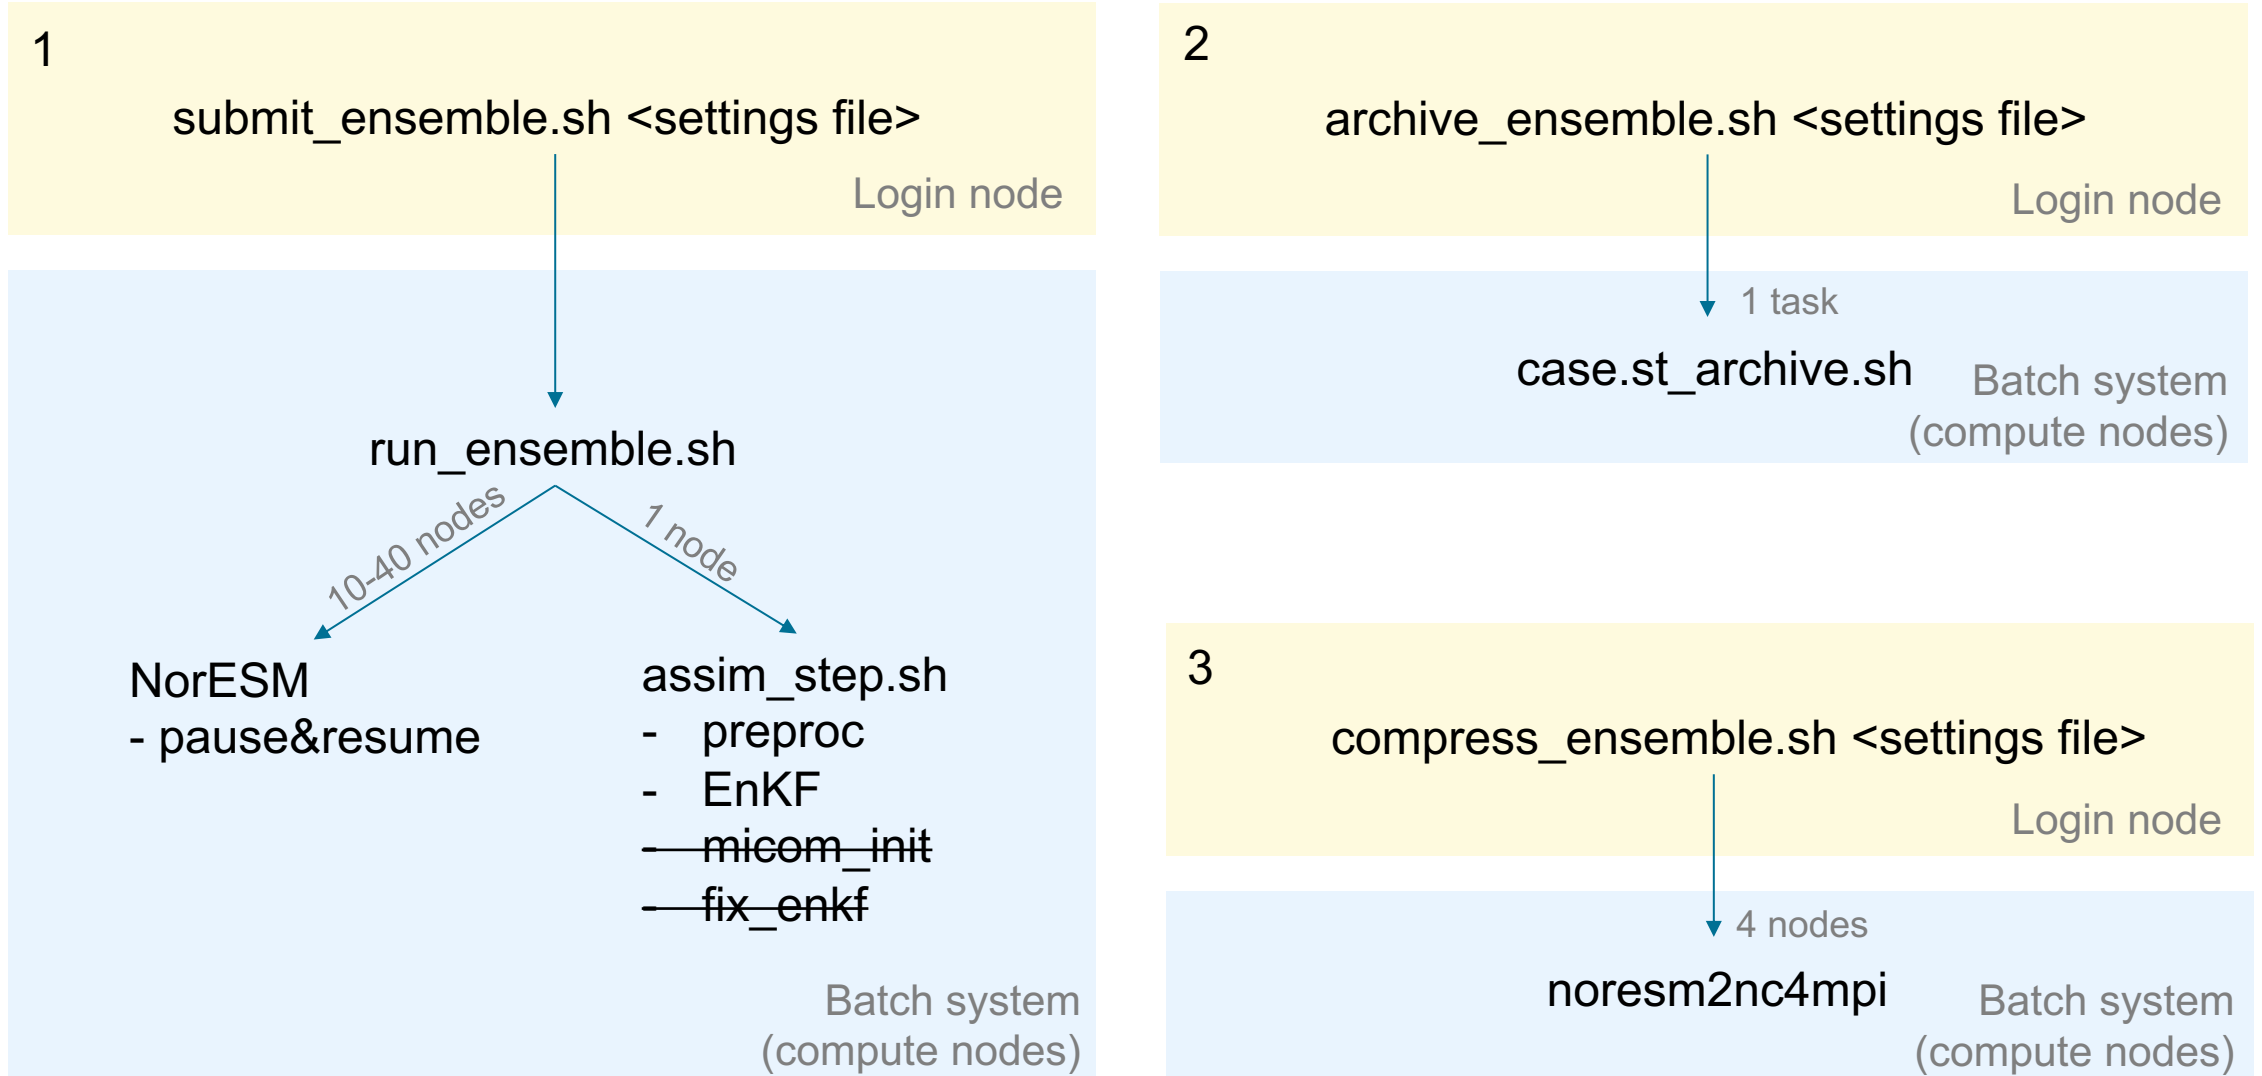 1
submit_ensemble.sh <settings file>
Login node
run_ensemble.sh
10-40 nodes
1 node
NorESM
- pause&resume
assim_step.sh
- preproc
- EnKF
- micom_init
- fix_enkf
Batch system
(compute nodes)
2
archive_ensemble.sh <settings file>
Login node
1 task
case.st_archive.sh
Batch system
(compute nodes)
3
compress_ensemble.sh <settings file>
Login node
4 nodes
noresm2nc4mpi
Batch system
(compute nodes)